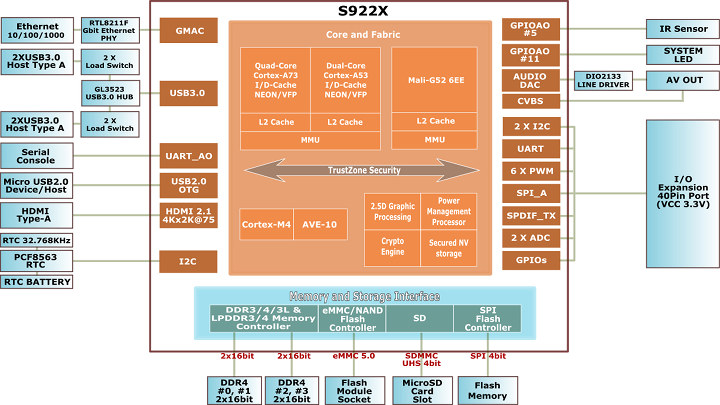 S922X
Core and Fabric
Ethernet
10/100/1000
RTL8211F
Gbit Ethernet
PHY
GMAC
2XUSB3.0
Host Type A
2 X
Load Switch
GL3523
USB3.0 HUB
USB3.0
2XUSB3.0
Host Type A
2 X
Load Switch
Serial
Console
UART_AO
Micro USB2.0
Device/Host
USB2.0
OTG
HDMI
Type-A
HDMI 2.1
4Kx2K@75
RTC 32.768KHz
PCF8563
RTC
RTC BATTERY
I2C
Quad-Core
Cortex-A73
I/D-Cache
NEON/VFP
Dual-Core
Cortex-A53
I/D-Cache
NEON/VFP
Mali-G52 6EE
L2 Cache
L2 Cache
L2 Cache
MMU
MMU
TrustZone Security
Cortex-M4
AVE-10
2.5D Graphic
Processing
Power
Management
Processor
Crypto
Engine
Secured NV
storage
GPIOAO
#5
IR Sensor
GPIOAO
#11
SYSTEM
LED
AUDIO
DAC
DIO2133
LINE DRIVER
AV OUT
CVBS
2 X I2C
UART
6 X PWM
SPI_A
SPDIF_TX
2 X ADC
GPIOs
I/O
Expansion
40Pin Port
(VCC 3.3V)
Memory and Storage Interface
DDR3/4/3L &
LPDDR3/4 Memory
Controller
eMMC/NAND
Flash
Controller
SD
SPI
Flash
Controller
2x16bit
2x16bit
eMMC 5.0
SDMMC
UHS 4bit
SPI 4bit
DDR4
#0, #1
2x16bit
DDR4
#2, #3
2x16bit
Flash
Module
Socket
MicroSD
Card
Slot
Flash
Memory